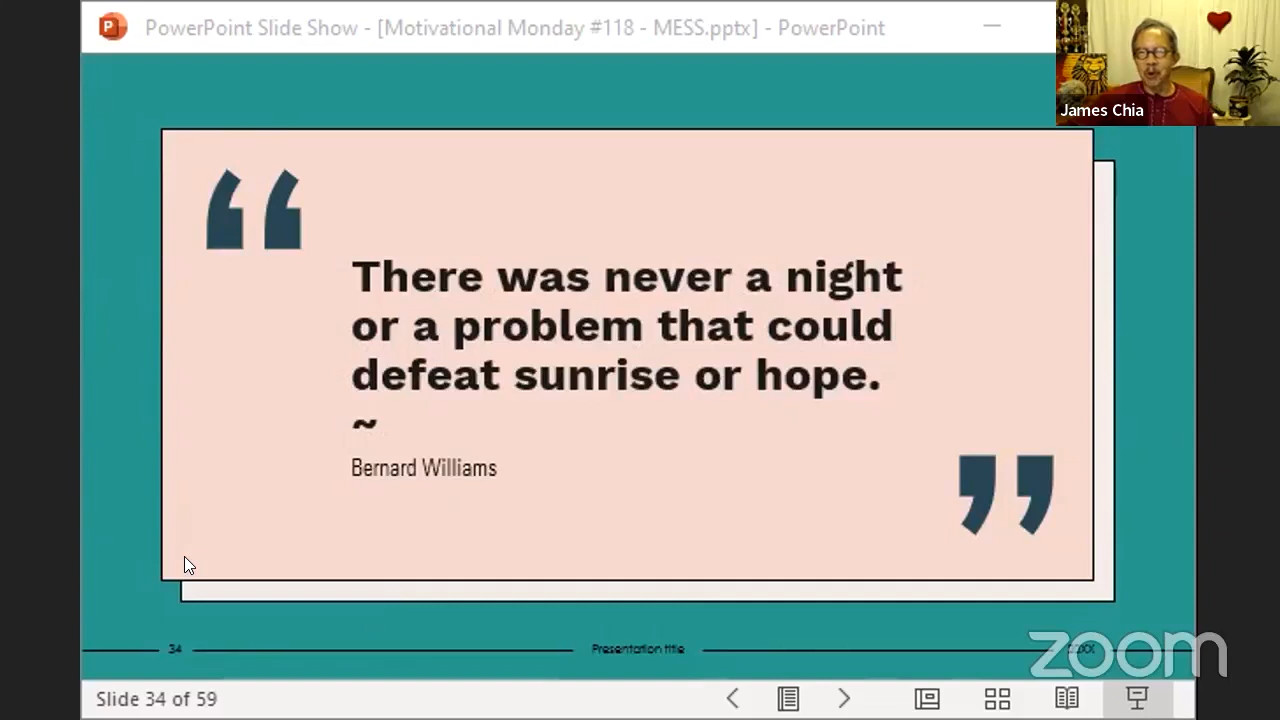 PowerPoint Slide Show - [Motivational Monday #118 - MESS.pptx] - PowerPoint
James Chia
There was never a night
or a problem that could
defeat sunrise or hope.
~
Bernard Williams
34
Presentation title
zoom
Slide 34 of 59